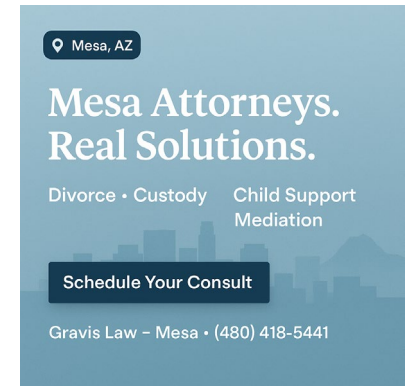 Mesa, AZ
Mesa Attorneys.
Real Solutions.
Divorce • Custody
Child Support
Mediation
Schedule Your Consult
Gravis Law – Mesa • (480) 418-5441